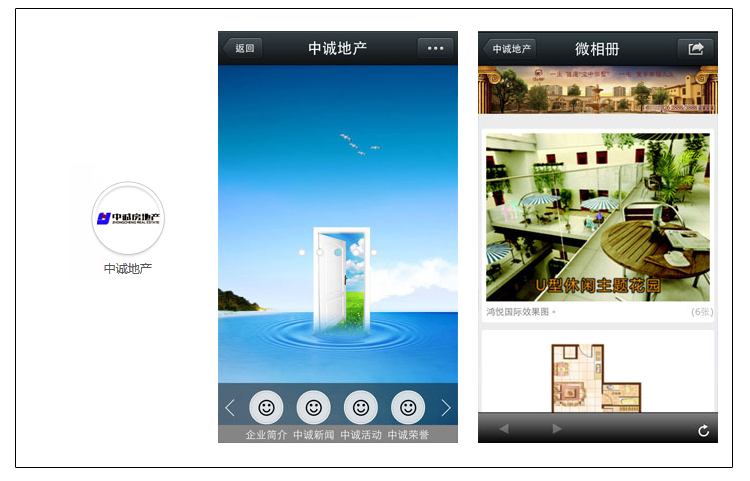 中诚房地产
ZHONGCHENG REAL ESTATE
中诚地产
返回
中诚地产
企业简介 中诚新闻 中诚活动 中诚荣誉
中诚地产
微相册
U型休闲主题花园
鸿悦国际效果图
(6张)